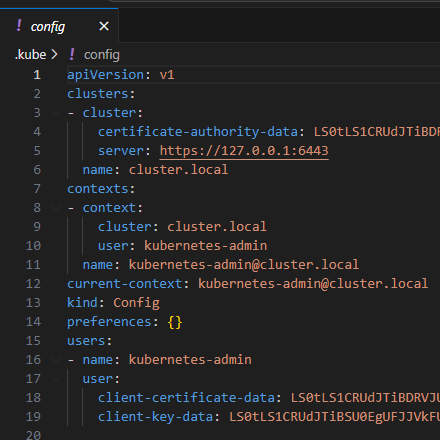 ! config ×
.kube > ! config
1 apiVersion: v1
2 clusters:
3 - cluster:
4 certificate-authority-data: LS0tLS1CRUdJTiBDR
5 server: https://127.0.0.1:6443
6 name: cluster.local
7 contexts:
8 - context:
9 cluster: cluster.local
10 user: kubernetes-admin
11 name: kubernetes-admin@cluster.local
12 current-context: kubernetes-admin@cluster.local
13 kind: Config
14 preferences: {}
15 users:
16 - name: kubernetes-admin
17 user:
18 client-certificate-data: LS0tLS1CRUdJTiBDRVJU
19 client-key-data: LS0tLS1CRUdJTiBSU0EgUFJJVkFU
20